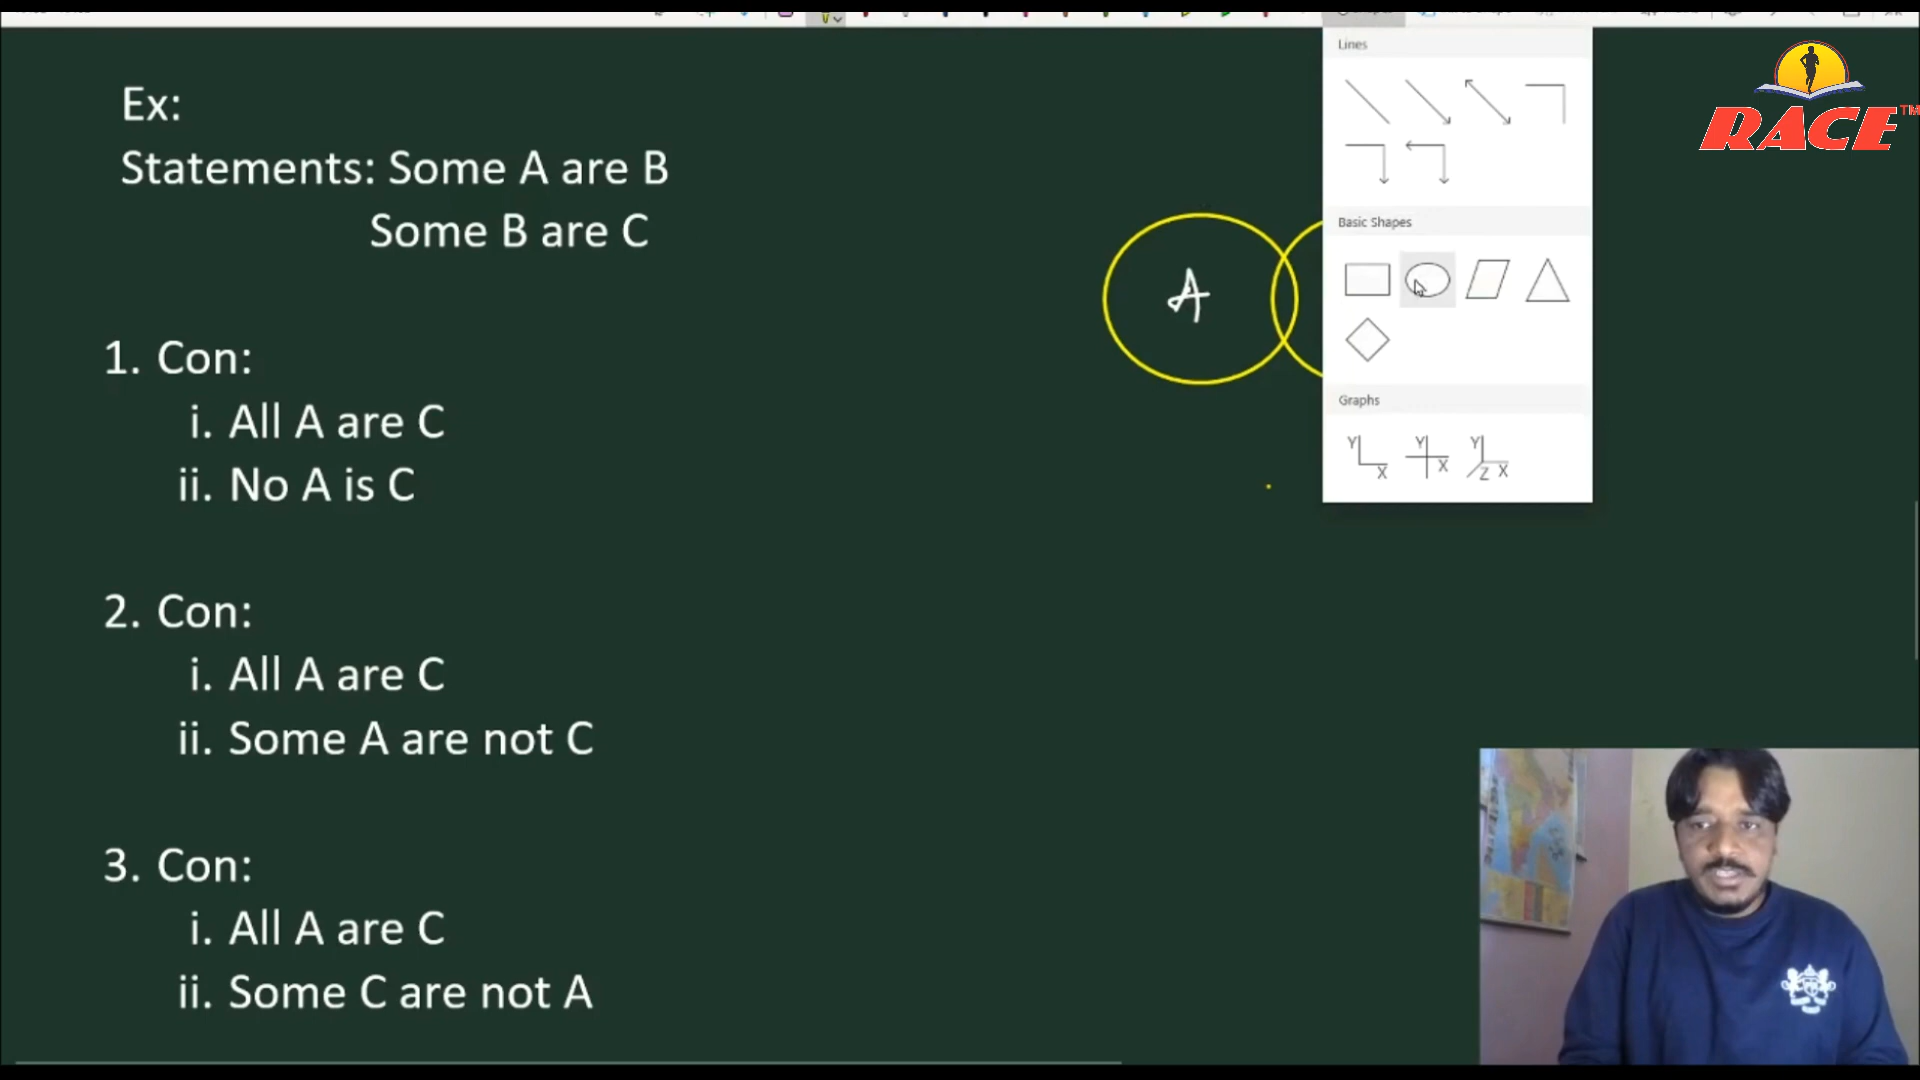 Ex:
Statements: Some A are B
Some B are C
1. Con:
i. All A are C
ii. No A is C
2. Con:
i. All A are C
ii. Some A are not C
3. Con:
i. All A are C
ii. Some C are not A
A
Lines
Basic Shapes
Graphs
Y X Y X Y Z X
RACE™